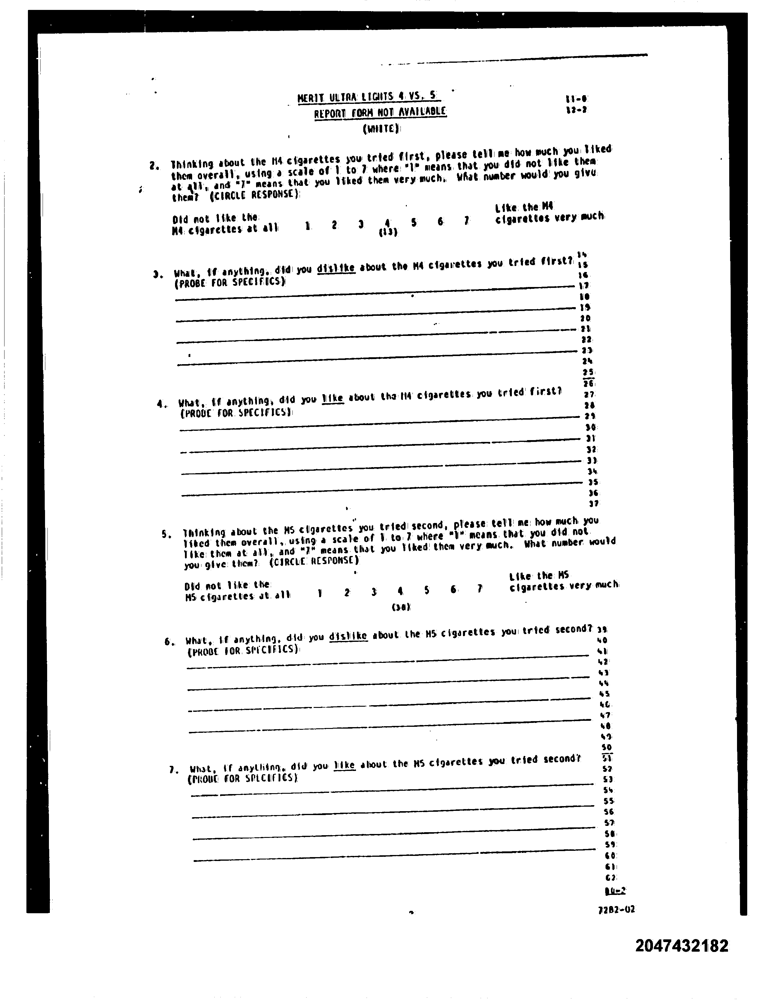 MERIT ULTRA LIGHTS 4 VS. 5
11-0
REPORT FORM NOT AVAILABLE
12-2
(WHITE)
2. Thinking about the M4 cigarettes you tried first, please tell me how much you liked
them overall, using a scale of 1 to 7 where "1" means that you did not like them
at all, and "7" means that you liked them very much. What number would you give
them? (CIRCLE RESPONSE)
Did not like the Like the M4
M4 cigarettes at all 1 2 3 4 5 6 7 cigarettes very much
(13)
3. What, if anything, did you dislike about the M4 cigarettes you tried first? 14
(PROBE FOR SPECIFICS) 15
16
17
18
19
20
21
22
23
24
25
26
4. What, if anything, did you like about the M4 cigarettes you tried first? 27
(PROBE FOR SPECIFICS) 28
29
30
31
32
33
34
35
36
37
5. Thinking about the M5 cigarettes you tried second, please tell me how much you
liked them overall, using a scale of 1 to 7 where "1" means that you did not
like them at all, and "7" means that you liked them very much. What number would
you give them? (CIRCLE RESPONSE)
Did not like the Like the M5
M5 cigarettes at all 1 2 3 4 5 6 7 cigarettes very much
(38)
6. What, if anything, did you dislike about the M5 cigarettes you tried second? 39
(PROBE FOR SPECIFICS) 40
41
42
43
44
45
46
47
48
49
50
7. What, if anything, did you like about the M5 cigarettes you tried second? 51
(PROBE FOR SPECIFICS) 52
53
54
55
56
57
58
59
60
61
62
80-2
7282-02
2047432182